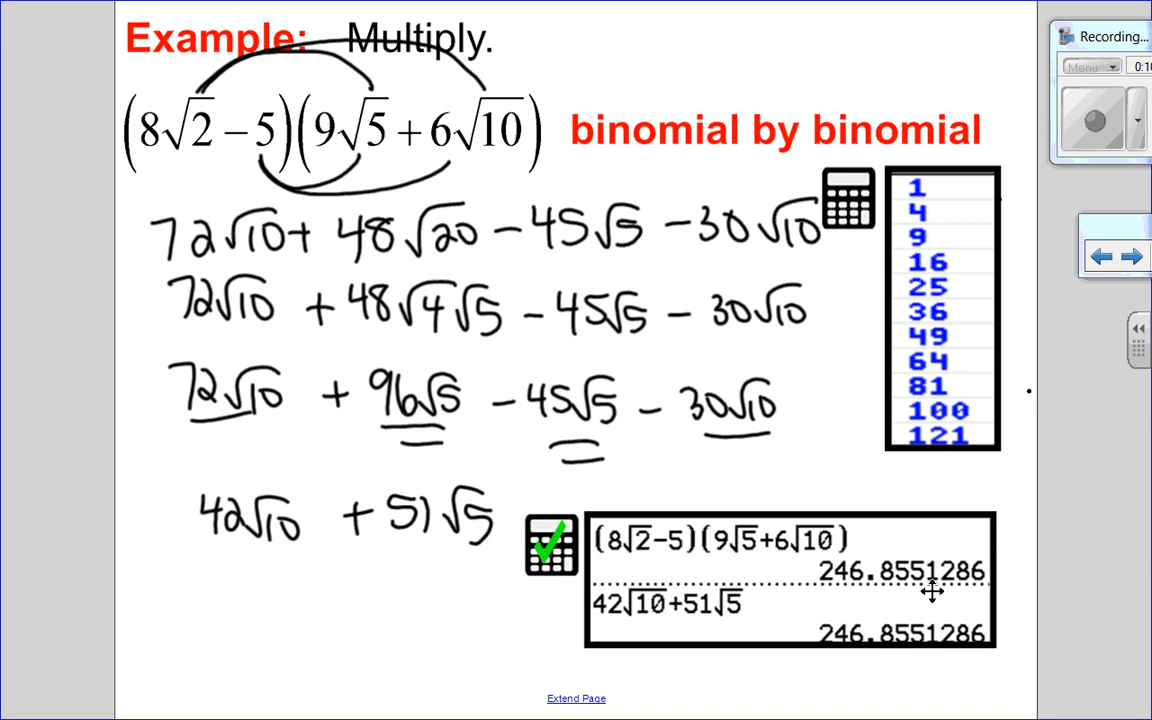 Example: Multiply.
(8√2 − 5)(9√5 + 6√10) binomial by binomial
72√10 + 48√20 − 45√5 − 30√10
72√10 + 48√4√5 − 45√5 − 30√10
72√10 + 96√5 − 45√5 − 30√10
42√10 + 51√5
1
4
9
16
25
36
49
64
81
100
121
(8√2-5)(9√5+6√10)
246.8551286
42√10+51√5
246.8551286
Extend Page
Recording...
Menu
0:10